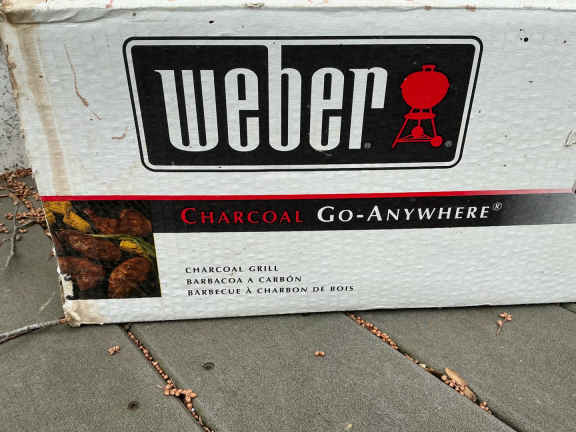 weber®
CHARCOAL GO-ANYWHERE®
CHARCOAL GRILL
BARBACOA A CARBÓN
BARBECUE À CHARBON DE BOIS